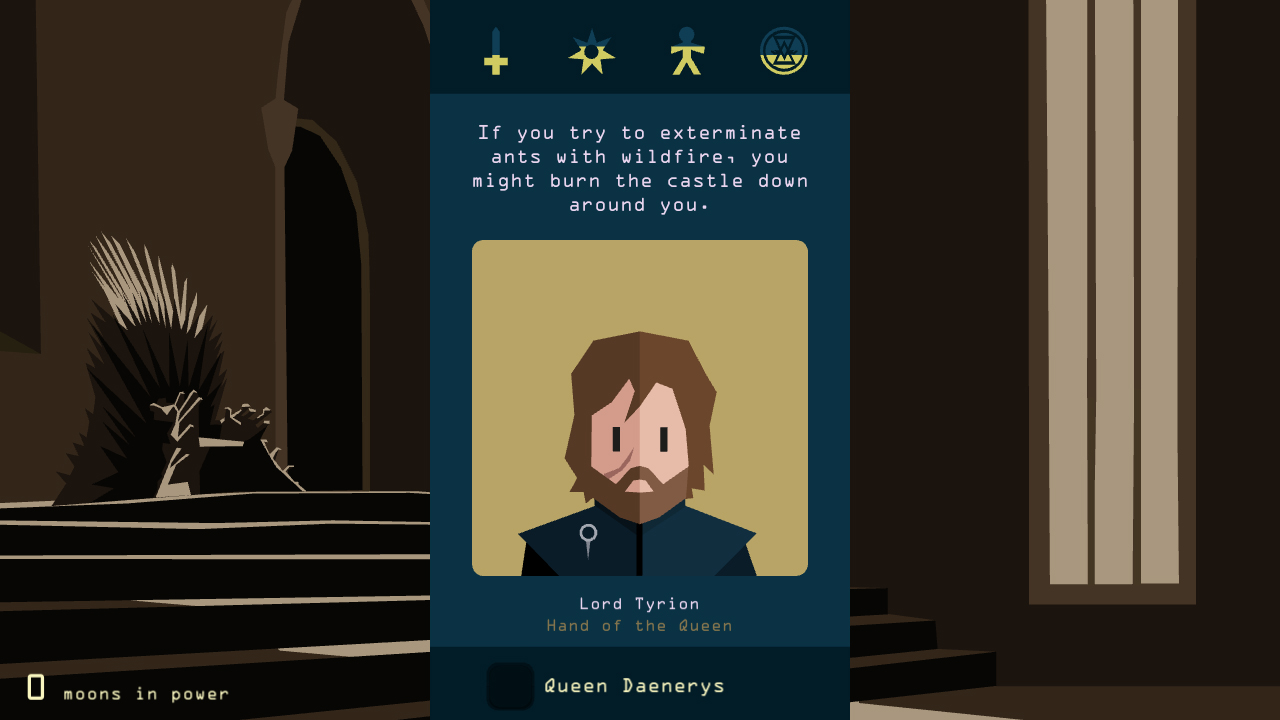 If you try to exterminate
ants with wildfire, you
might burn the castle down
around you.
Lord Tyrion
Hand of the Queen
Queen Daenerys
0 moons in power